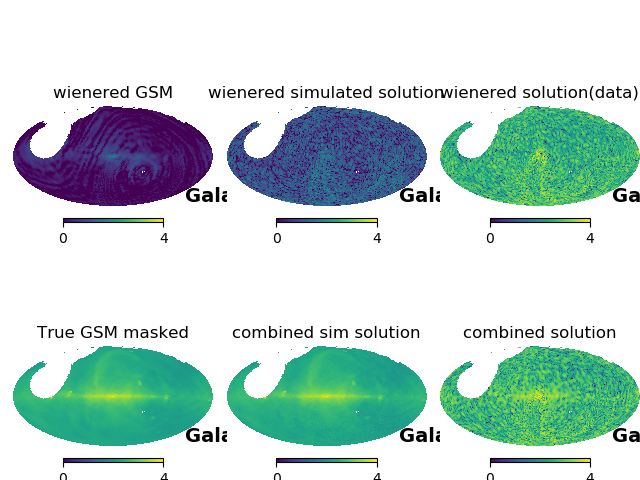 wienered GSM
wienered simulated solution
wienered solution(data)
Gala
Gala
Ga
0 4
0 4
0 4
True GSM masked
combined sim solution
combined solution
Gala
Gala
Ga
0 4
0 4
0 4